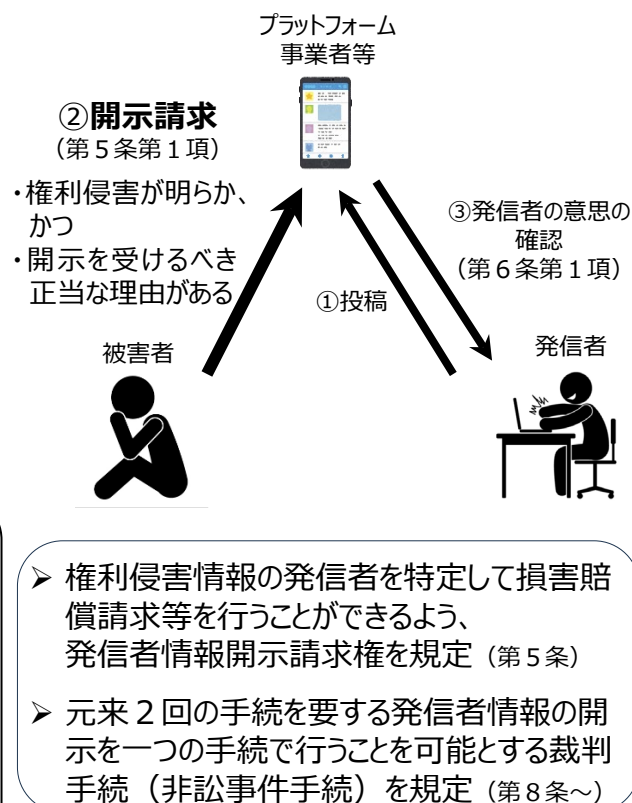 プラットフォーム
事業者等
②開示請求
（第５条第１項）
・権利侵害が明らか、
かつ
・開示を受けるべき
正当な理由がある
③発信者の意思の
確認
（第６条第１項）
①投稿
被害者
発信者
➢ 権利侵害情報の発信者を特定して損害賠
償請求等を行うことができるよう、
発信者情報開示請求権を規定（第５条）
➢ 元来２回の手続を要する発信者情報の開
示を一つの手続で行うことを可能とする裁判
手続（非訟事件手続）を規定（第８条～）